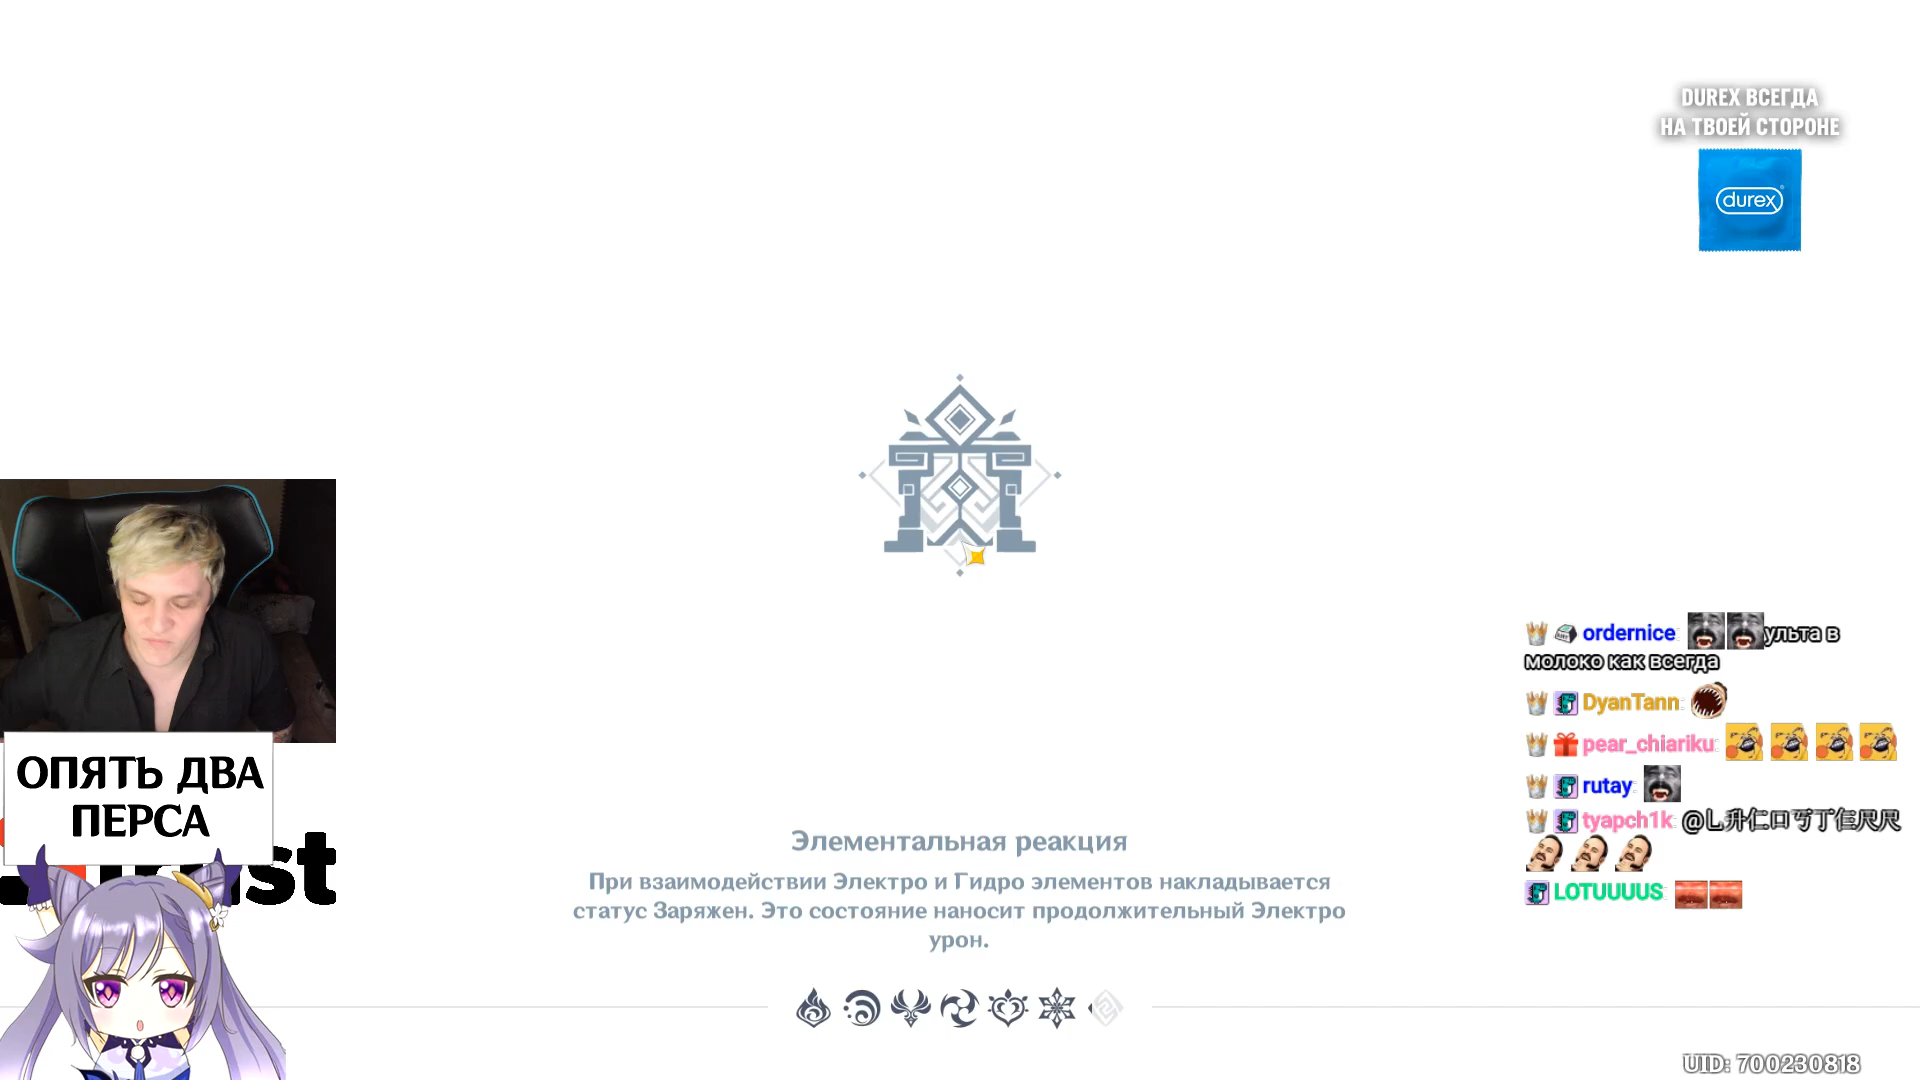 DUREX ВСЕГДА
НА ТВОЕЙ СТОРОНЕ
durex
ordernice: ульта в
молоко как всегда
DyanTann:
pear_chiariku:
rutay:
tyapch1k:
LOTUUUUS:
ОПЯТЬ ДВА
ПЕРСА
st
Элементальная реакция
При взаимодействии Электро и Гидро элементов накладывается
статус Заряжен. Это состояние наносит продолжительный Электро
урон.
UID: 700230818